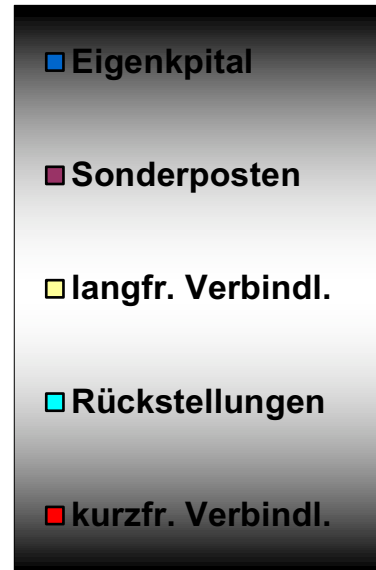 Eigenkpital
Sonderposten
langfr. Verbindl.
Rückstellungen
kurzfr. Verbindl.